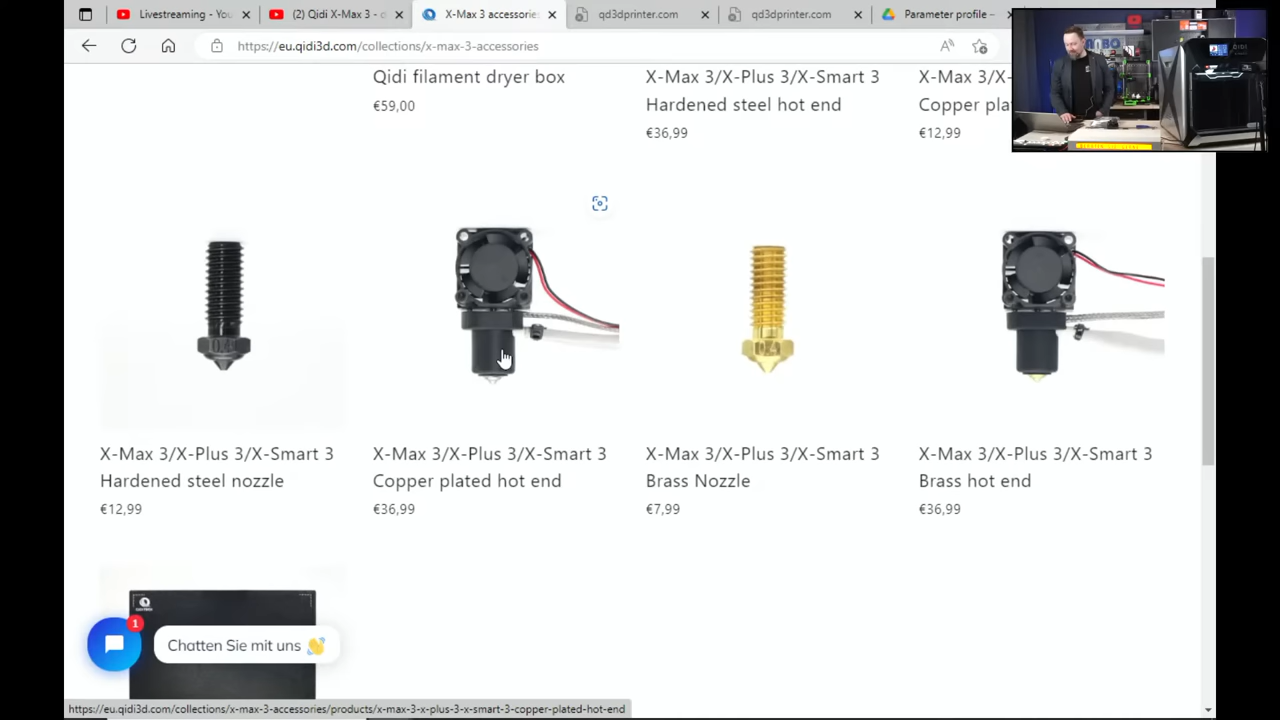 Livestreaming - You
(2) Qidi X-Max 3 - d
X-Max 3 accessories
qd3dprinter.com
qd3dprinter.com
Parameter profile –
https://eu.qidi3d.com/collections/x-max-3-accessories
Qidi filament dryer box
€59,00
X-Max 3/X-Plus 3/X-Smart 3
Hardened steel hot end
€36,99
X-Max 3/X-Plus 3/X-Smart 3
Copper pla
€12,99
X-Max 3/X-Plus 3/X-Smart 3
Hardened steel nozzle
€12,99
X-Max 3/X-Plus 3/X-Smart 3
Copper plated hot end
€36,99
X-Max 3/X-Plus 3/X-Smart 3
Brass Nozzle
€7,99
X-Max 3/X-Plus 3/X-Smart 3
Brass hot end
€36,99
1
Chatten Sie mit uns 👋
https://eu.qidi3d.com/collections/x-max-3-accessories/products/x-max-3-x-plus-3-x-smart-3-copper-plated-hot-end